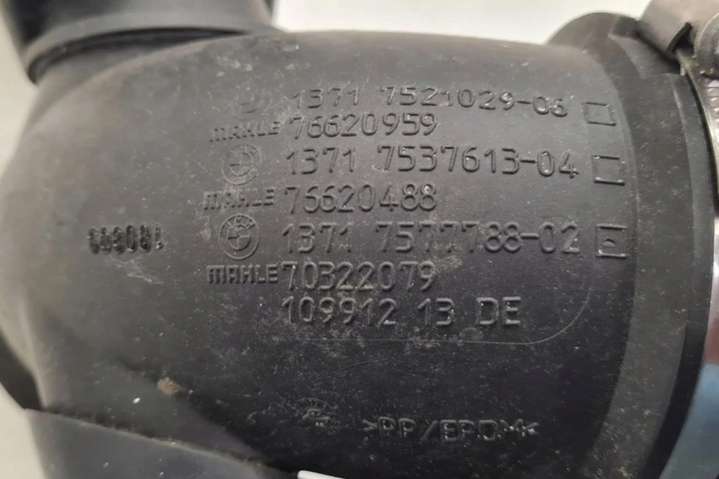 1371 7521029-06
MAHLE 76620959
1371 7537613-04
MAHLE 76620488
1371 7577788-02
MAHLE 70322079
109912 13 DE
>PP/EPDM<